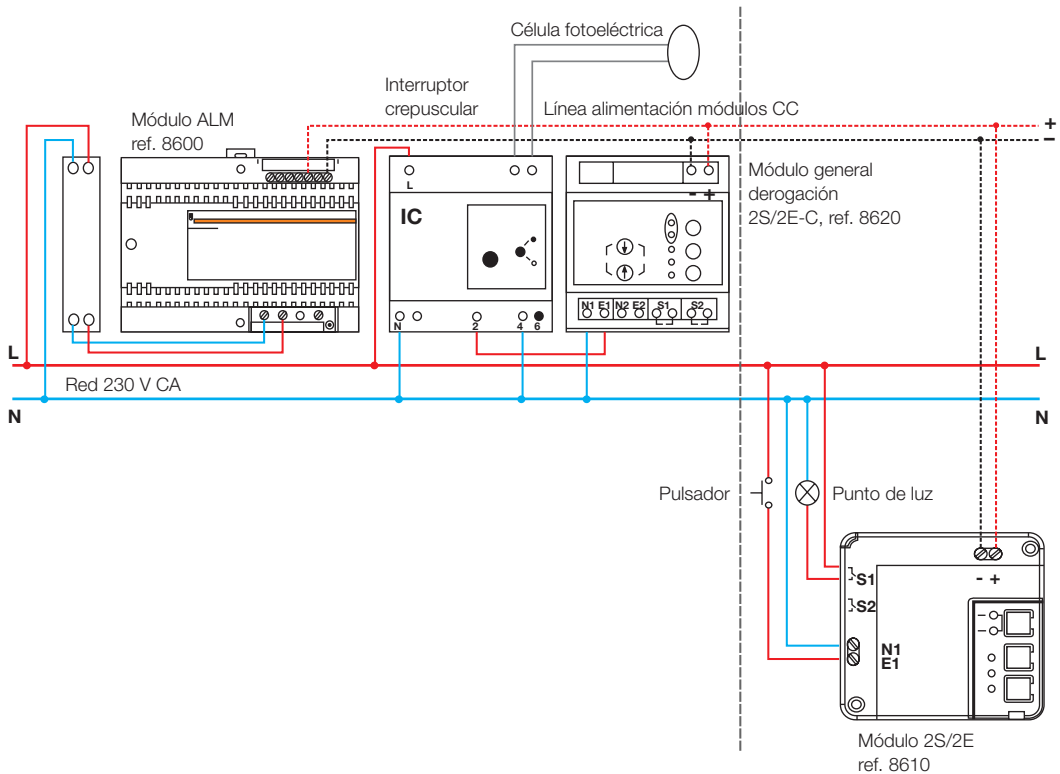 Célula fotoeléctrica
Interruptor
crepuscular
Línea alimentación módulos CC
Módulo ALM
ref. 8600
+
-
L
IC
- +
Módulo general
derogación
2S/2E-C, ref. 8620
N1 E1 N2 E2 S1 S2
N 2 4 6
L
L
Red 230 V CA
N
N
Pulsador
Punto de luz
S1
- +
S2
N1
E1
Módulo 2S/2E
ref. 8610